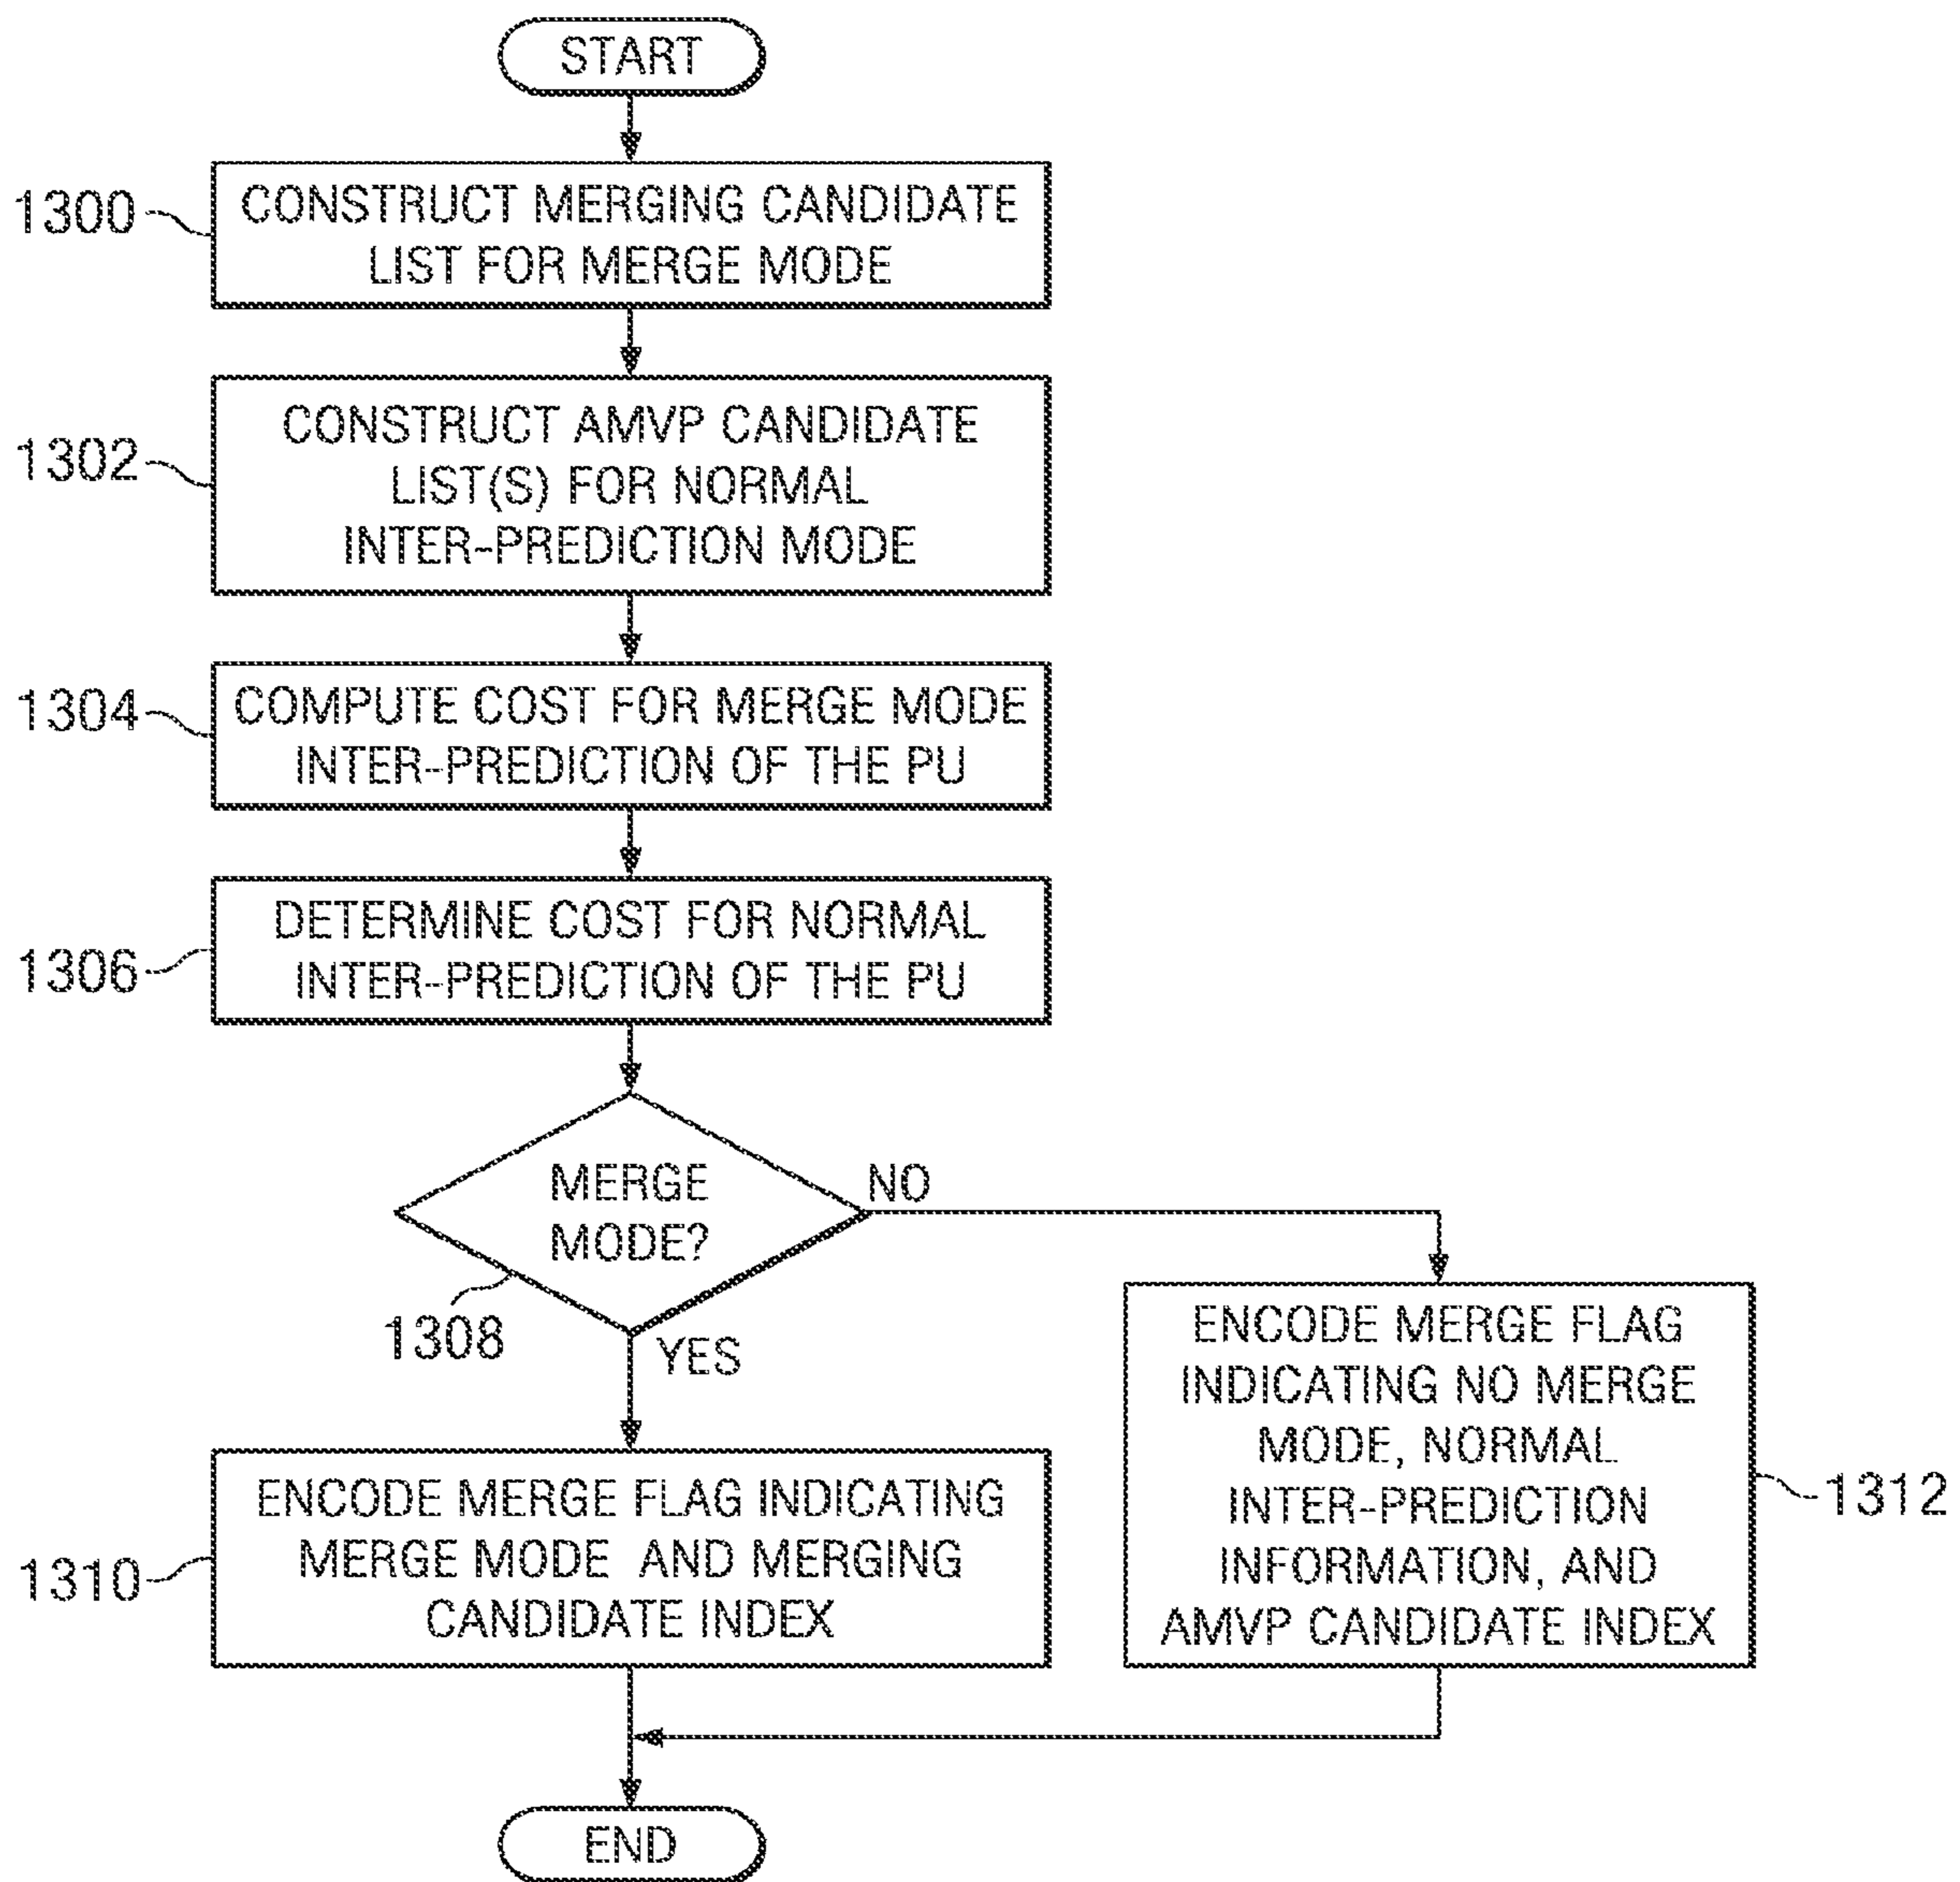 START
1300
CONSTRUCT MERGING CANDIDATE
LIST FOR MERGE MODE
1302
CONSTRUCT AMVP CANDIDATE
LIST(S) FOR NORMAL
INTER-PREDICTION MODE
1304
COMPUTE COST FOR MERGE MODE
INTER-PREDICTION OF THE PU
1306
DETERMINE COST FOR NORMAL
INTER-PREDICTION OF THE PU
MERGE
MODE?
1308
NO
YES
1310
ENCODE MERGE FLAG INDICATING
MERGE MODE AND MERGING
CANDIDATE INDEX
ENCODE MERGE FLAG
INDICATING NO MERGE
MODE, NORMAL
INTER-PREDICTION
INFORMATION, AND
AMVP CANDIDATE INDEX
1312
END